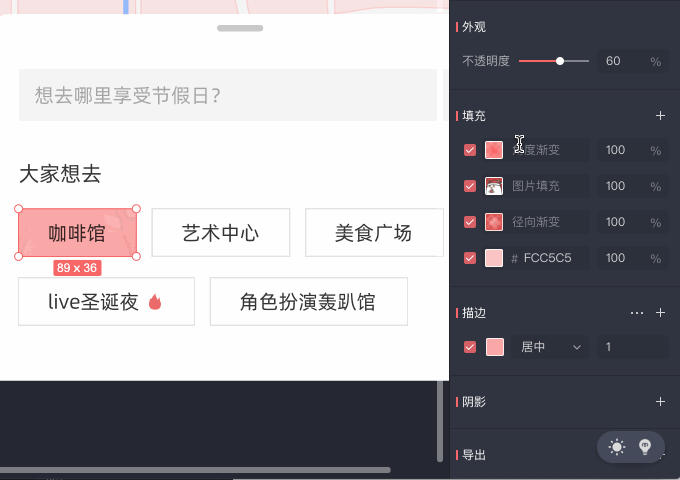 想去哪里享受节假日？
大家想去
咖啡馆
艺术中心
美食广场
89 x 36
live圣诞夜
角色扮演轰趴馆
外观
不透明度
60 %
填充
度渐变
100 %
图片填充
100 %
径向渐变
100 %
# FCC5C5
100 %
描边
居中
1
阴影
导出